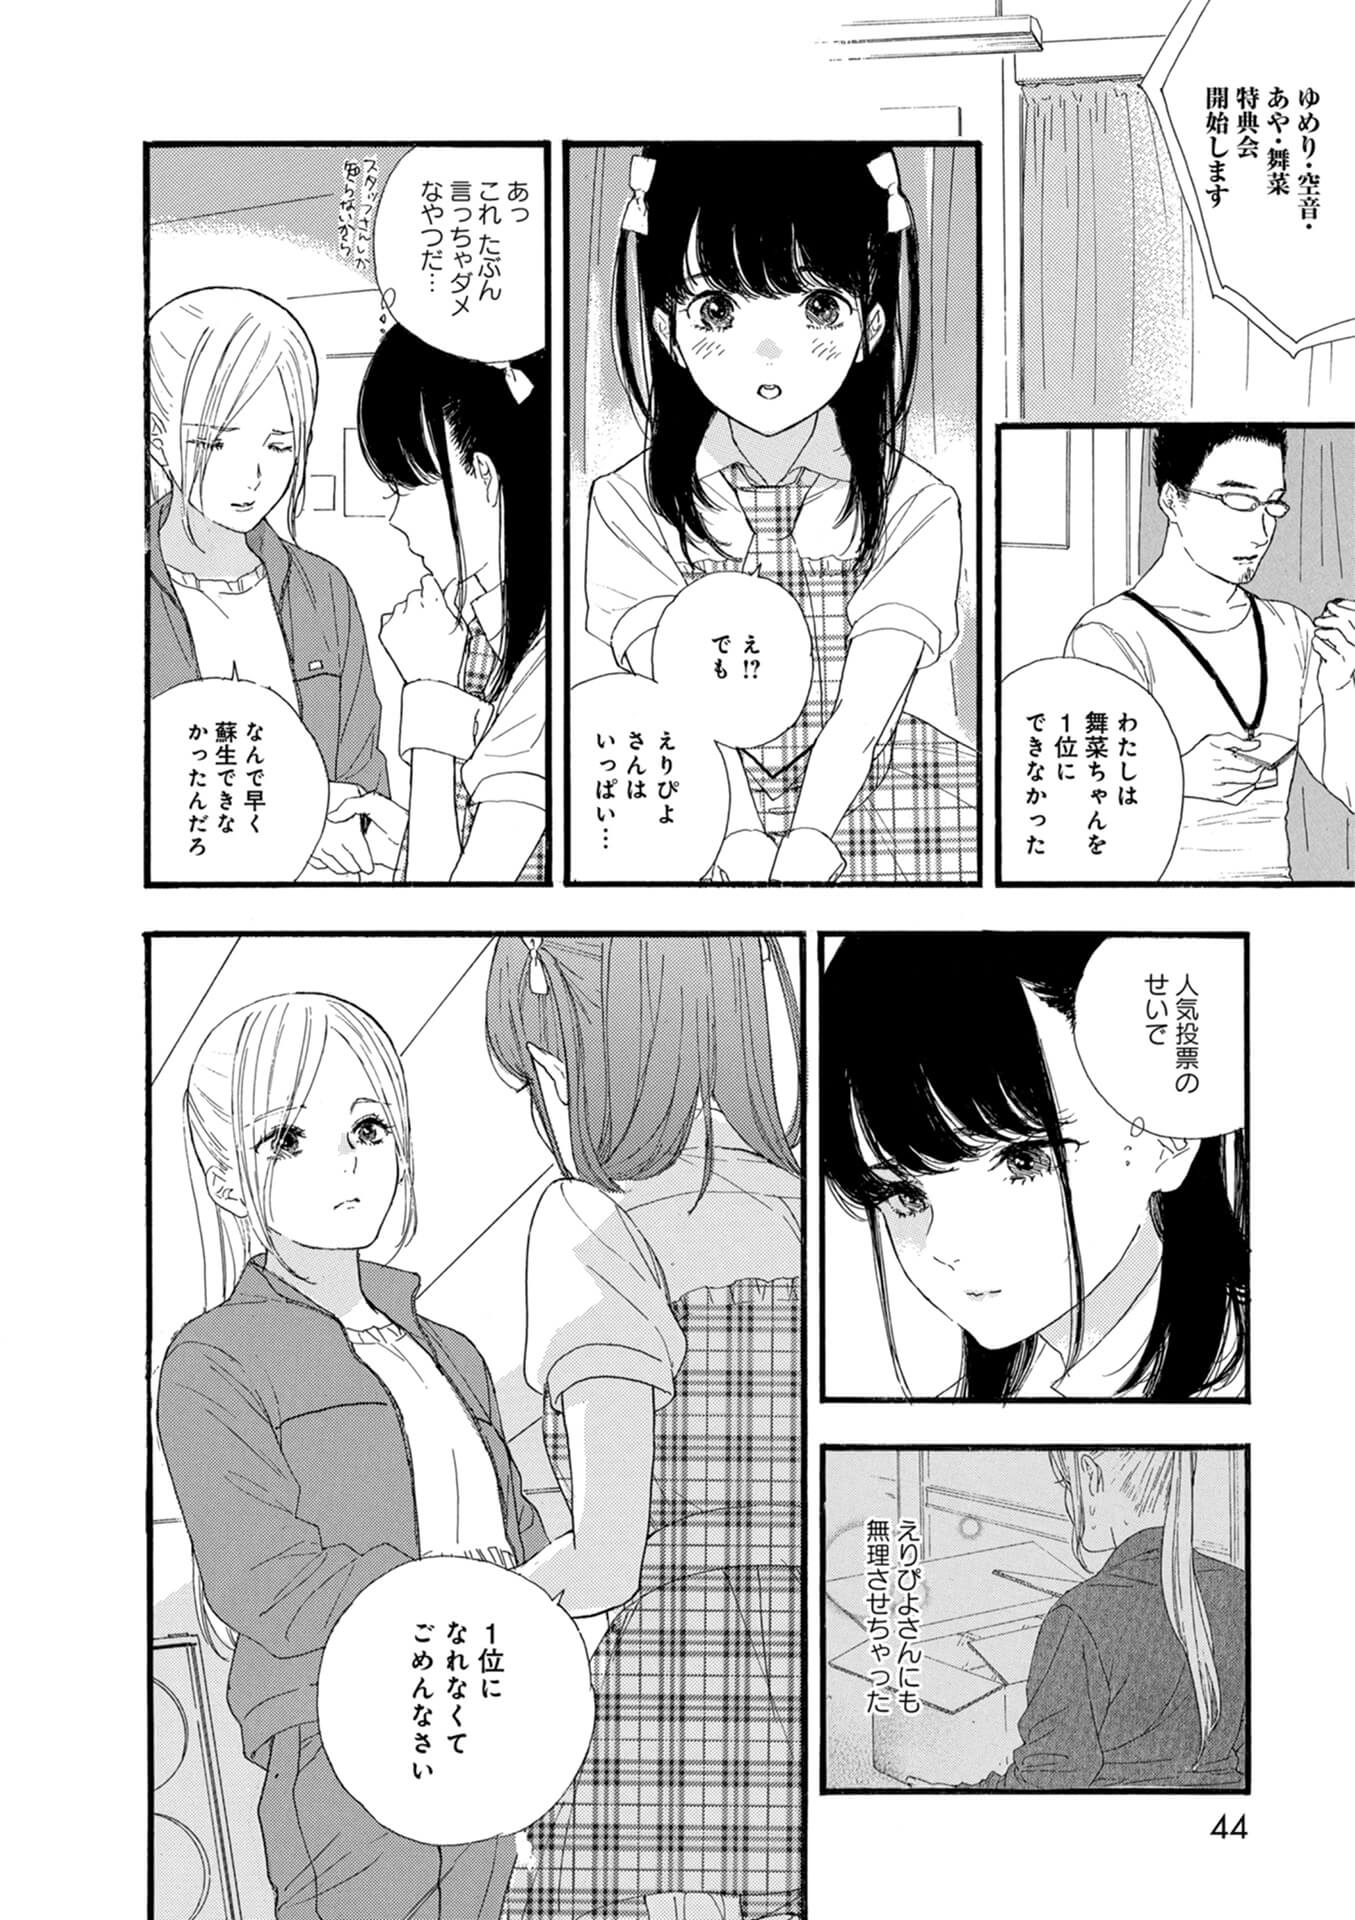 ゆめり・空音・
あや・舞菜
特典会
開始します
わたしは
舞菜ちゃんを
1位に
できなかった
え!?
でも
えりぴよ
さんは
いっぱい…
あっ
これ たぶん
言っちゃダメ
なやつだ…
スタッフさんしか
知らないから
なんで早く
蘇生できな
かったんだろ
人気投票の
せいで
えりぴよさんにも
無理させちゃった
1位に
なれなくて
ごめんなさい
44